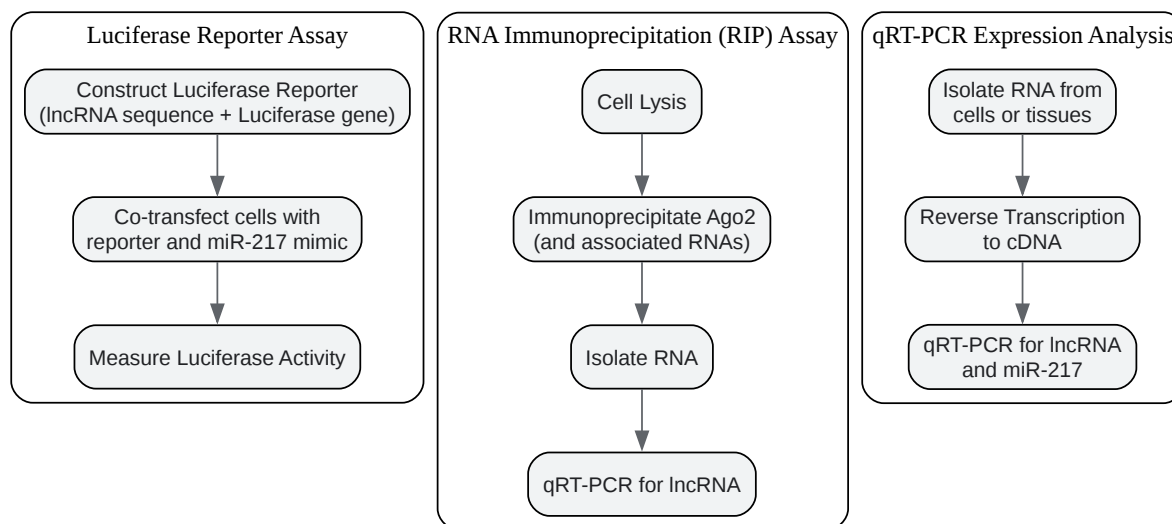 Luciferase Reporter Assay
Construct Luciferase Reporter
(lncRNA sequence + Luciferase gene)
Co-transfect cells with
reporter and miR-217 mimic
Measure Luciferase Activity
RNA Immunoprecipitation (RIP) Assay
Cell Lysis
Immunoprecipitate Ago2
(and associated RNAs)
Isolate RNA
qRT-PCR for lncRNA
qRT-PCR Expression Analysis
Isolate RNA from
cells or tissues
Reverse Transcription
to cDNA
qRT-PCR for lncRNA
and miR-217